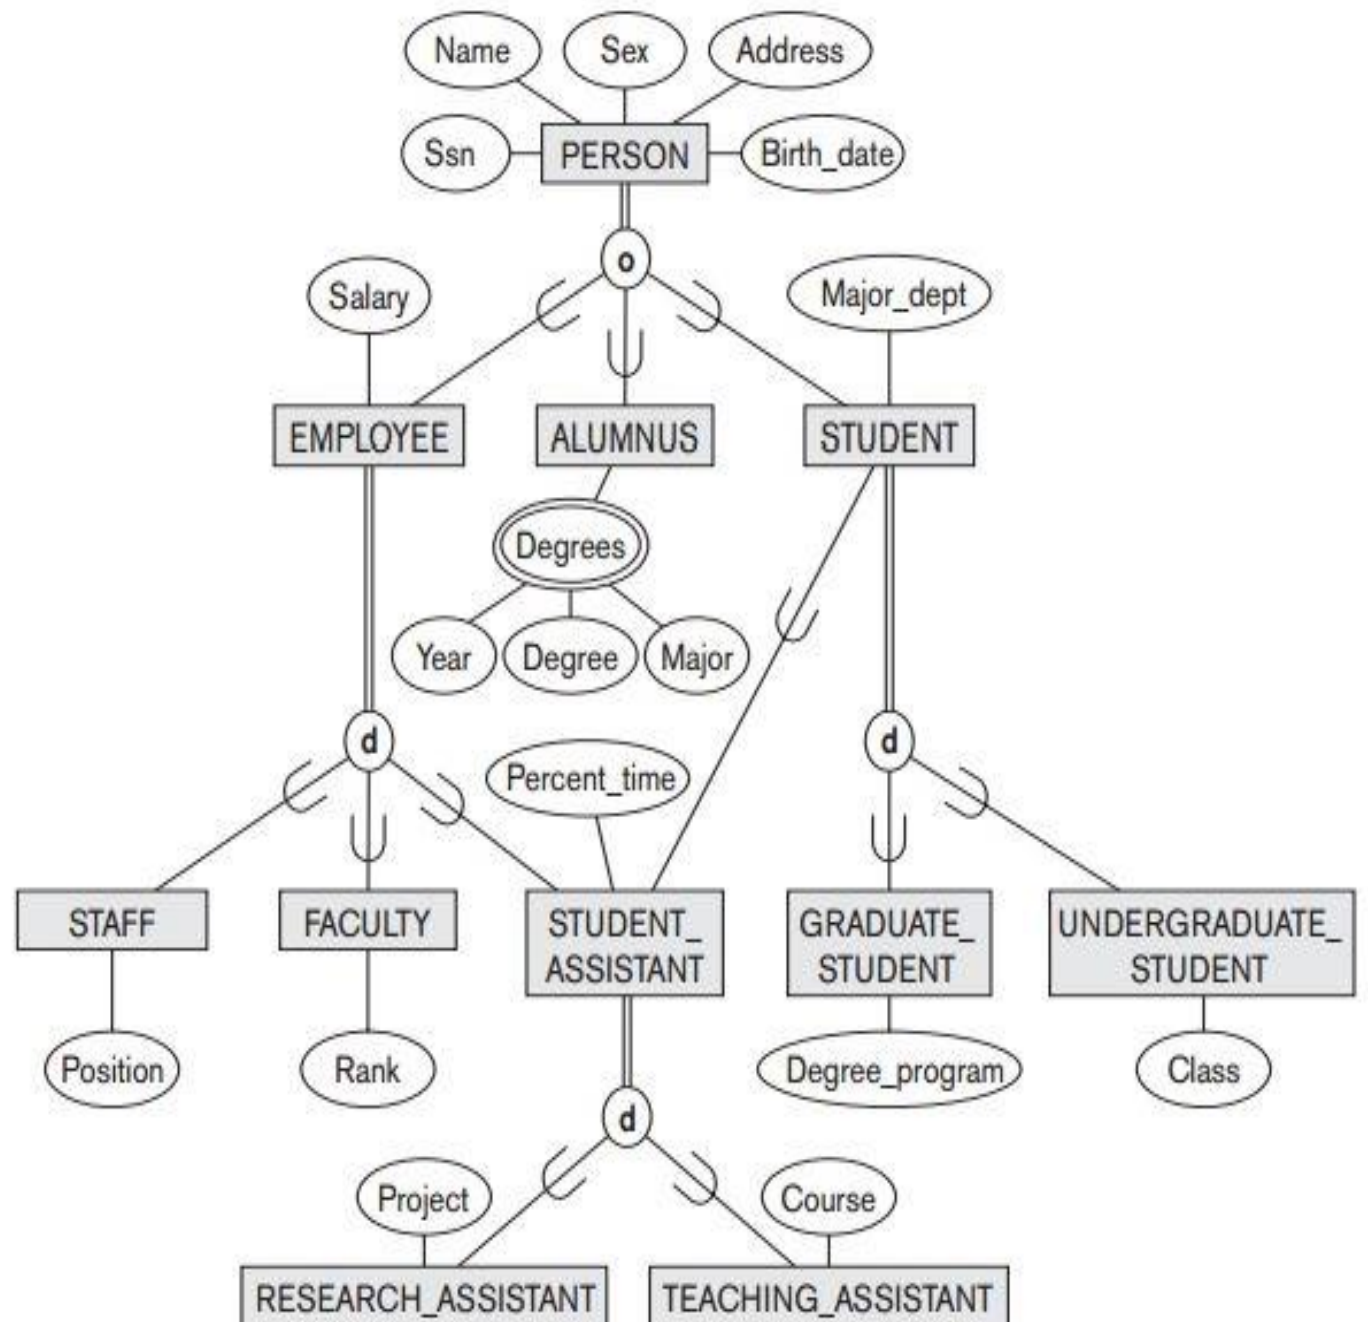 Name
Sex
Address
Ssn
PERSON
Birth_date
o
Salary
Major_dept
EMPLOYEE
ALUMNUS
STUDENT
Degrees
Year
Degree
Major
d
d
Percent_time
STAFF
FACULTY
STUDENT_
ASSISTANT
GRADUATE_
STUDENT
UNDERGRADUATE_
STUDENT
Position
Rank
Degree_program
Class
d
Project
Course
RESEARCH_ASSISTANT
TEACHING_ASSISTANT